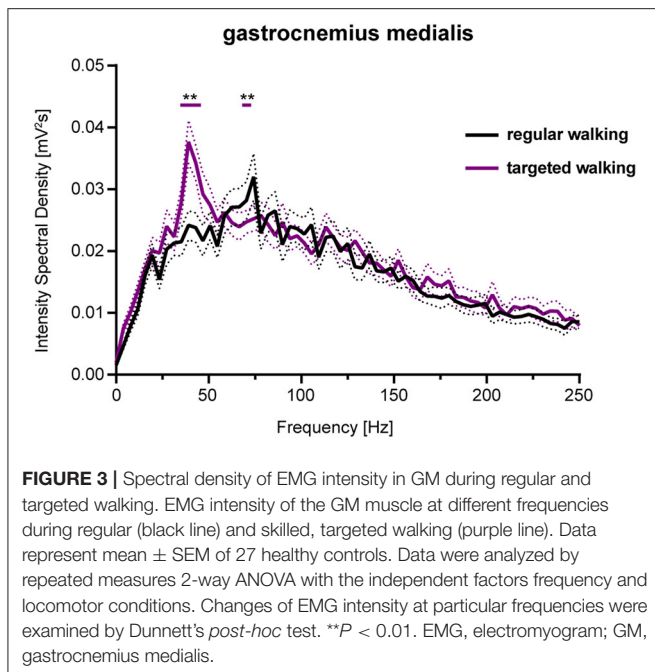 gastrocnemius medialis
0.05
0.04
0.03
0.02
0.01
0.00
Intensity Spectral Density [mV²s]
**
**
regular walking
targeted walking
0
50
100
150
200
250
Frequency [Hz]
FIGURE 3 | Spectral density of EMG intensity in GM during regular and
targeted walking. EMG intensity of the GM muscle at different frequencies
during regular (black line) and skilled, targeted walking (purple line). Data
represent mean ± SEM of 27 healthy controls. Data were analyzed by
repeated measures 2-way ANOVA with the independent factors frequency and
locomotor conditions. Changes of EMG intensity at particular frequencies were
examined by Dunnett's post-hoc test. **P < 0.01. EMG, electromyogram; GM,
gastrocnemius medialis.